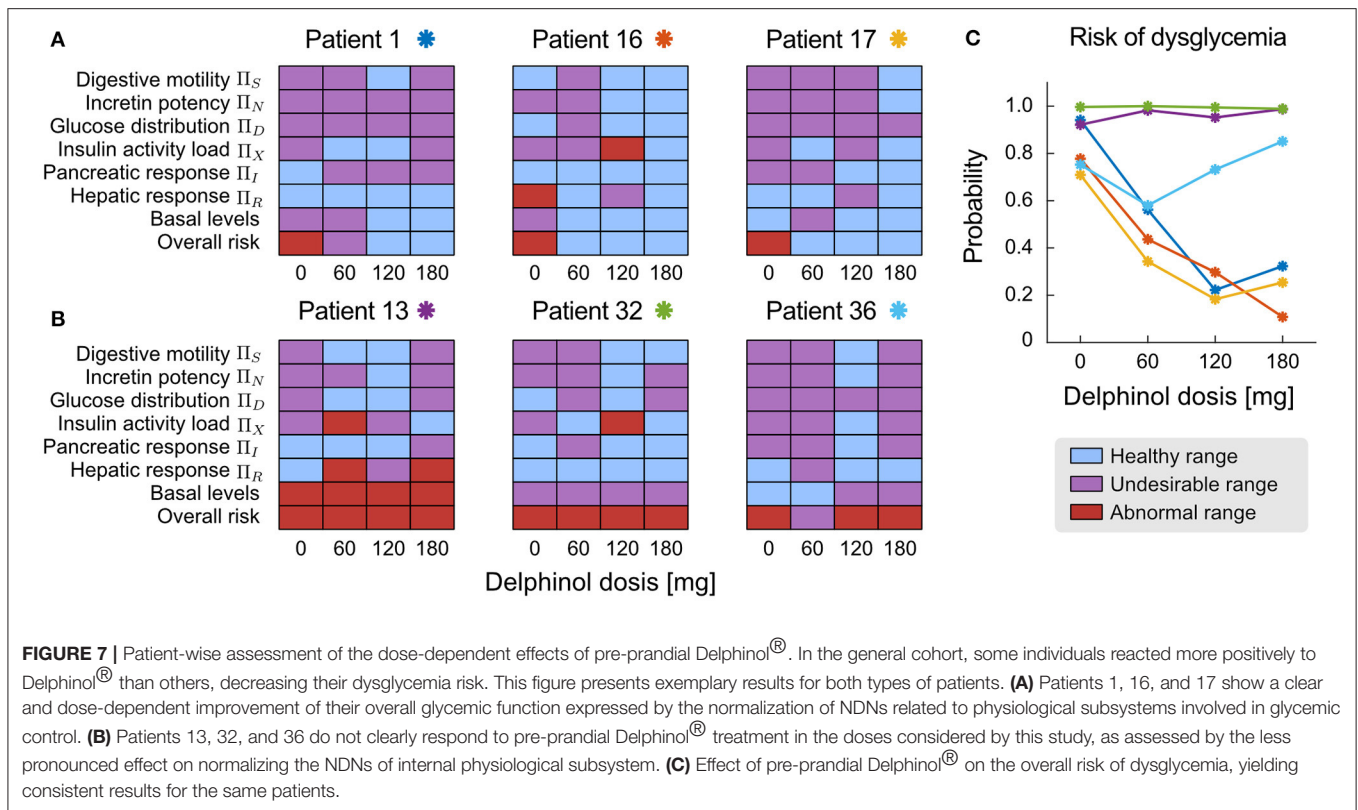 A
Patient 1
Patient 16
Patient 17
Digestive motility Π_S
Incretin potency Π_N
Glucose distribution Π_D
Insulin activity load Π_X
Pancreatic response Π_I
Hepatic response Π_R
Basal levels
Overall risk
0 60 120 180
0 60 120 180
0 60 120 180
B
Patient 13
Patient 32
Patient 36
Digestive motility Π_S
Incretin potency Π_N
Glucose distribution Π_D
Insulin activity load Π_X
Pancreatic response Π_I
Hepatic response Π_R
Basal levels
Overall risk
0 60 120 180
0 60 120 180
0 60 120 180
Delphinol dosis [mg]
C
Risk of dysglycemia
Probability
1.0
0.8
0.6
0.4
0.2
0
0 60 120 180
Delphinol dosis [mg]
Healthy range
Undesirable range
Abnormal range
FIGURE 7 | Patient-wise assessment of the dose-dependent effects of pre-prandial Delphinol®. In the general cohort, some individuals reacted more positively to
Delphinol® than others, decreasing their dysglycemia risk. This figure presents exemplary results for both types of patients. (A) Patients 1, 16, and 17 show a clear
and dose-dependent improvement of their overall glycemic function expressed by the normalization of NDNs related to physiological subsystems involved in glycemic
control. (B) Patients 13, 32, and 36 do not clearly respond to pre-prandial Delphinol® treatment in the doses considered by this study, as assessed by the less
pronounced effect on normalizing the NDNs of internal physiological subsystem. (C) Effect of pre-prandial Delphinol® on the overall risk of dysglycemia, yielding
consistent results for the same patients.